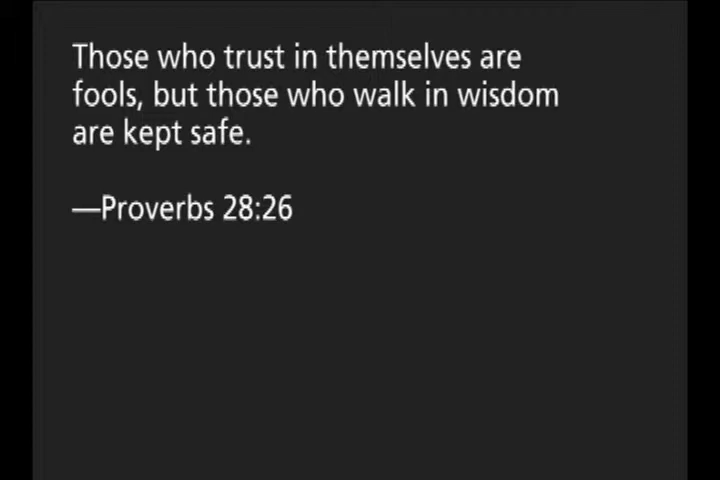 Those who trust in themselves are
fools, but those who walk in wisdom
are kept safe.
—Proverbs 28:26